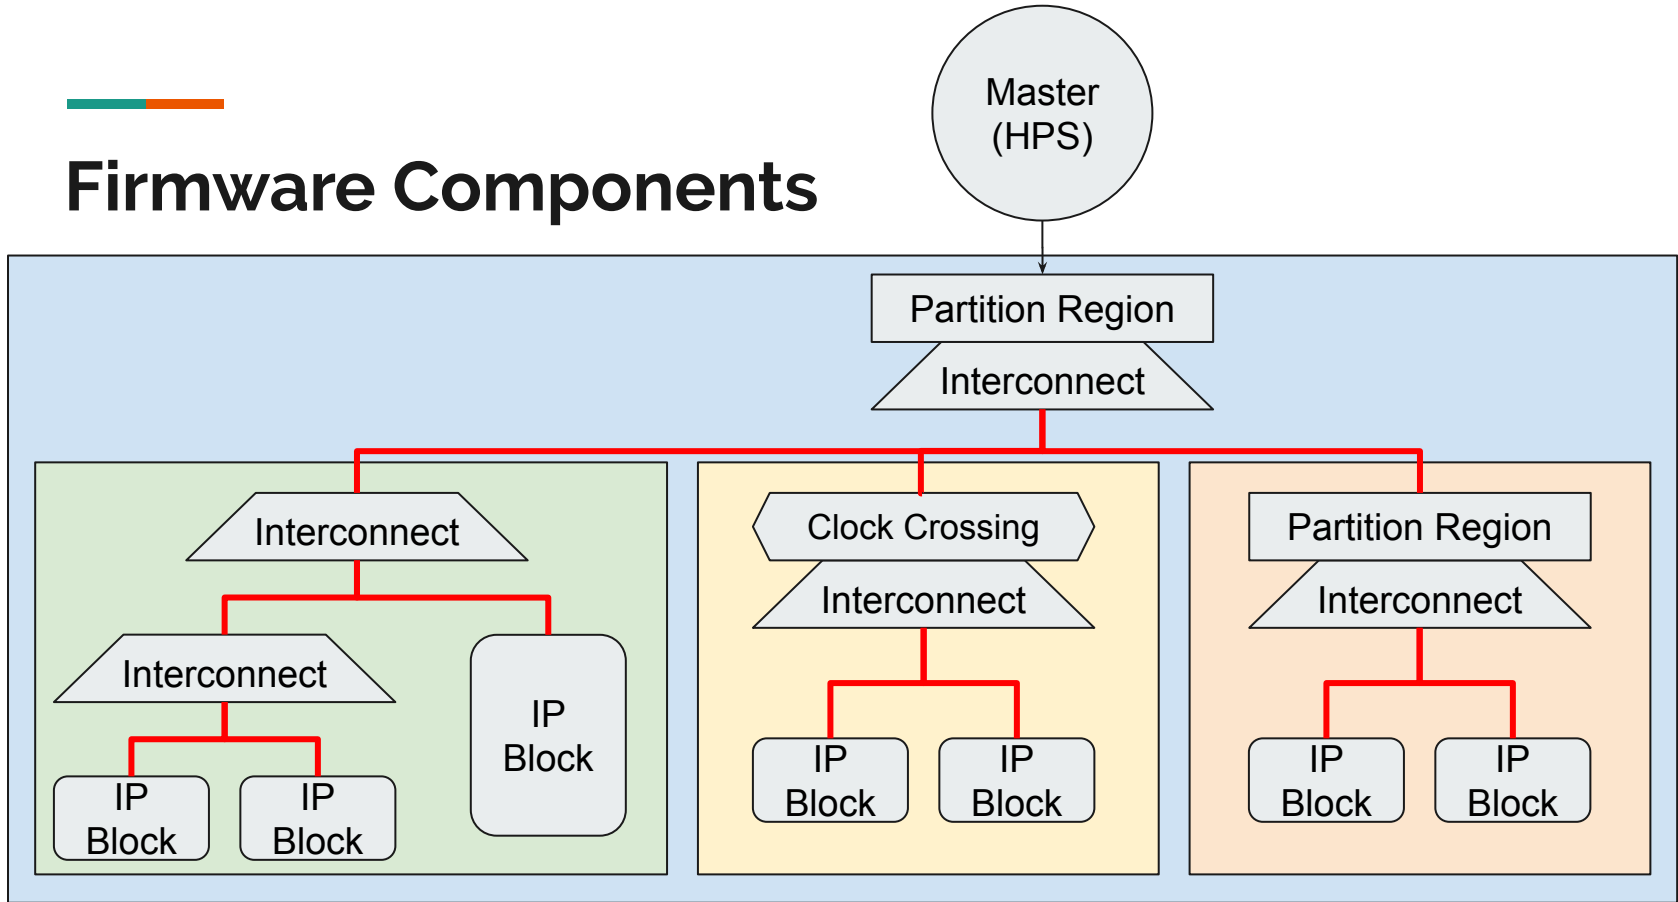 Master
(HPS)
Firmware Components
Partition Region
Interconnect
Interconnect
Interconnect
IP
Block
IP
Block
IP
Block
Clock Crossing
Interconnect
IP
Block
IP
Block
Partition Region
Interconnect
IP
Block
IP
Block